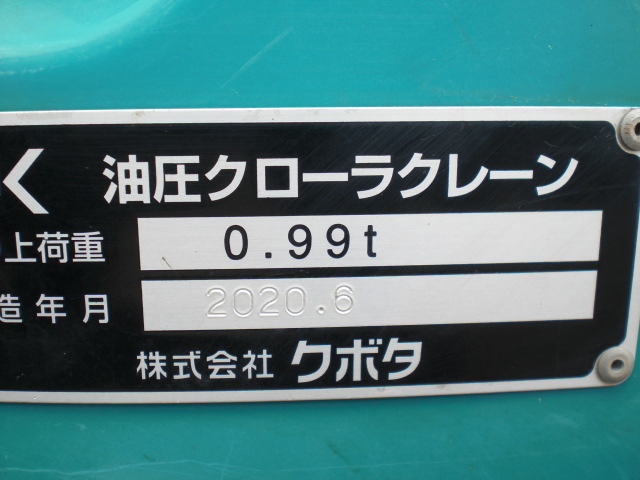 く 油圧クローラクレーン
上荷重 0.99t
造年月 2020.6
株式会社 クボタ